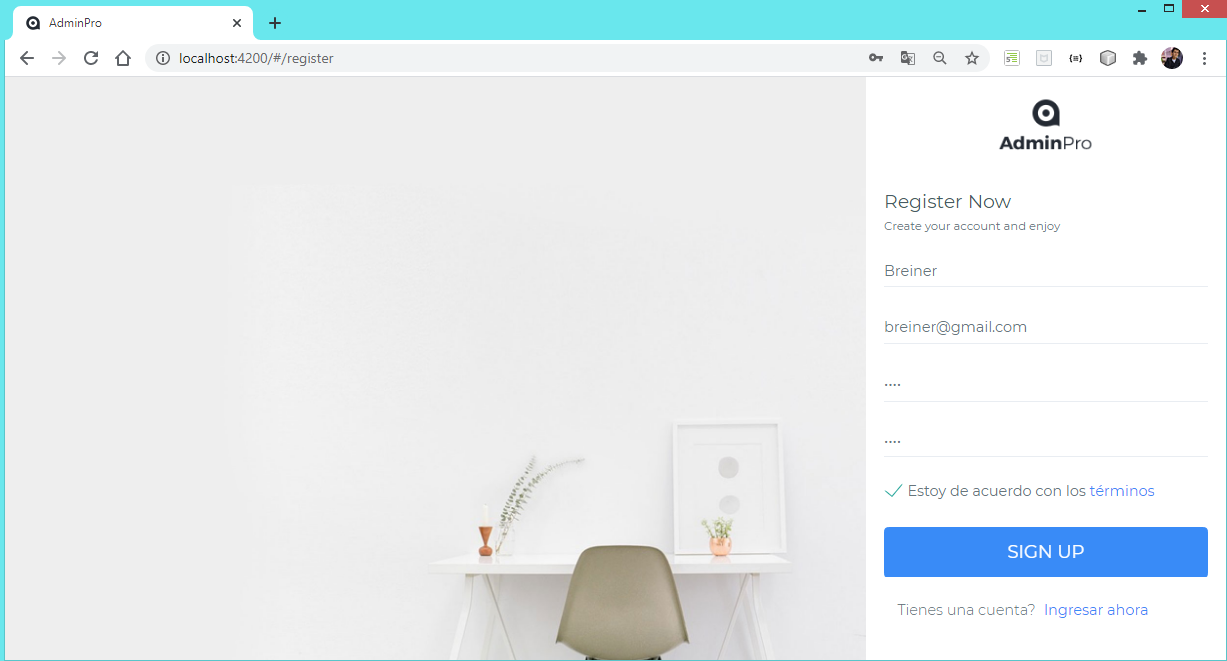 AdminPro
localhost:4200/#/register
AdminPro
Register Now
Create your account and enjoy
Breiner
breiner@gmail.com
....
....
Estoy de acuerdo con los términos
SIGN UP
Tienes una cuenta? Ingresar ahora